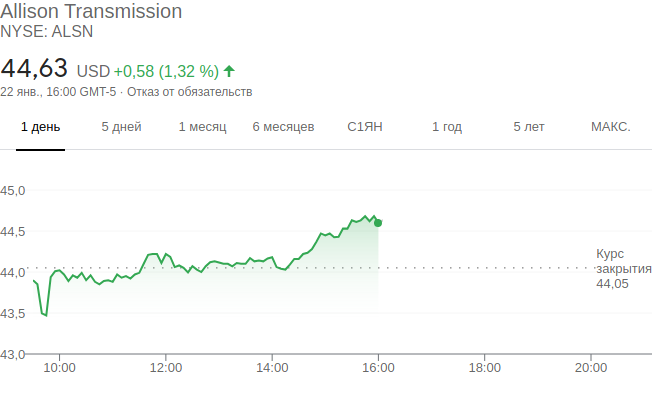 Allison Transmission
NYSE: ALSN
44,63 USD +0,58 (1,32 %)
22 янв., 16:00 GMT-5 · Отказ от обязательств
1 день 5 дней 1 месяц 6 месяцев С1ЯН 1 год 5 лет МАКС.
45,0
44,5
Курс
44,0 закрытия
44,05
43,5
43,0
10:00 12:00 14:00 16:00 18:00 20:00